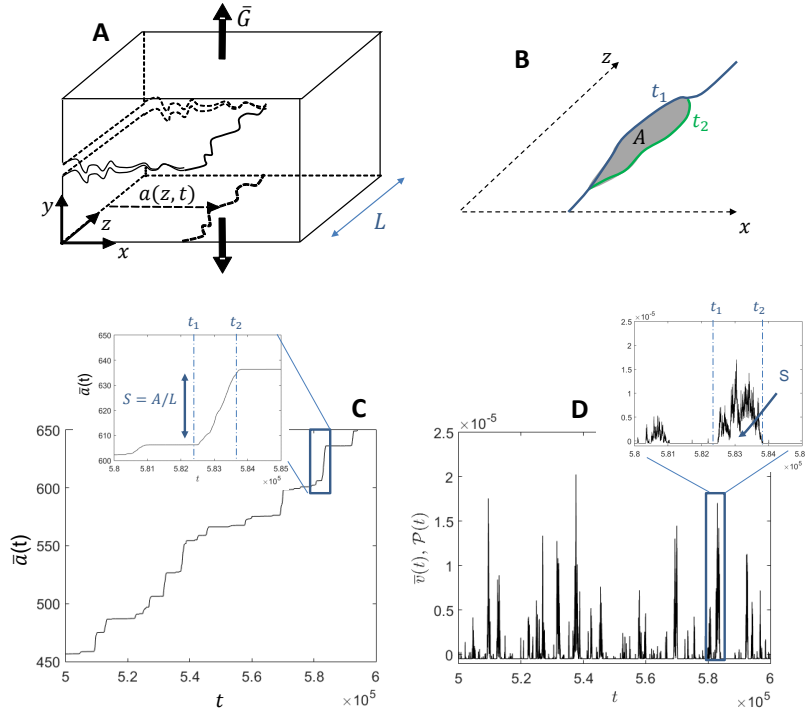 A
G̅
a(z, t)
y
z
x
L
B
z
t₁
t₂
A
x
C
t₁ t₂
650
640
630
620
610
600
a̅(t)
S = A/L
5.8 5.81 5.82 5.83 5.84 5.85
t
×10⁵
650
600
550
500
450
a̅(t)
5 5.2 5.4 5.6 5.8 6
t
×10⁵
D
t₁ t₂
2.5 ×10⁻⁵
2
1.5
1
0.5
0
S
5.8 5.81 5.82 5.83 5.84 5.8
×10⁵
×10⁻⁵
2.5
2
1.5
1
0.5
0
v̅(t), 𝒫(t)
5 5.2 5.4 5.6 5.8 6
t
×10⁵